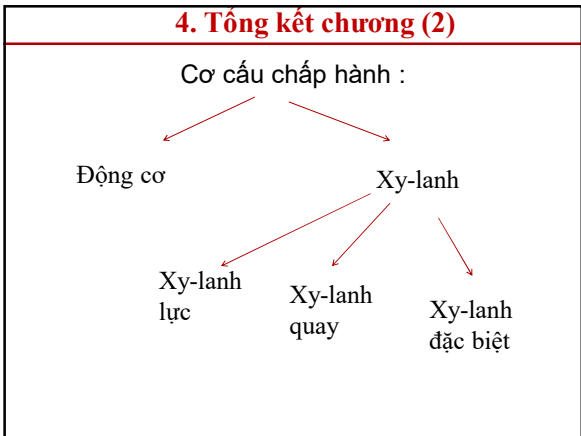 4. Tổng kết chương (2)
Cơ cấu chấp hành :
Động cơ
Xy-lanh
Xy-lanh
lực
Xy-lanh
quay
Xy-lanh
đặc biệt